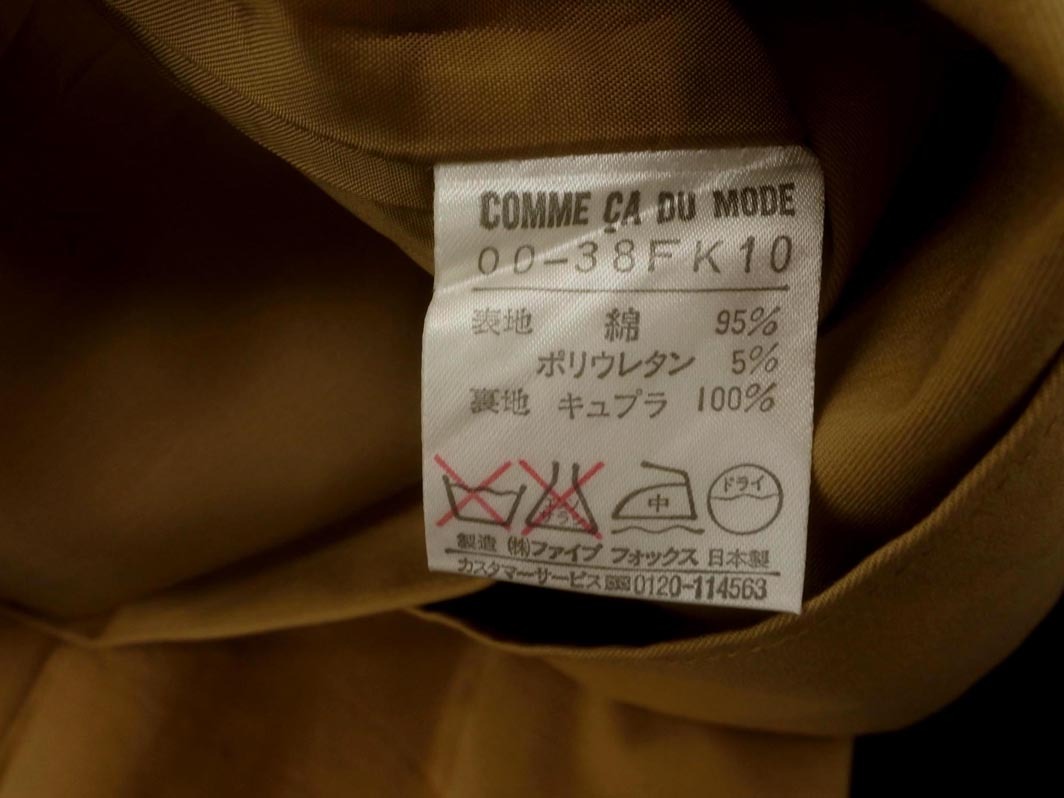 COMME ÇA DU MODE
00-38FK10
表地 綿 95%
ポリウレタン 5%
裏地 キュプラ 100%
中 ドライ
製造 ㈱ファイブ フォックス 日本製
カスタマーサービス 0120-114563